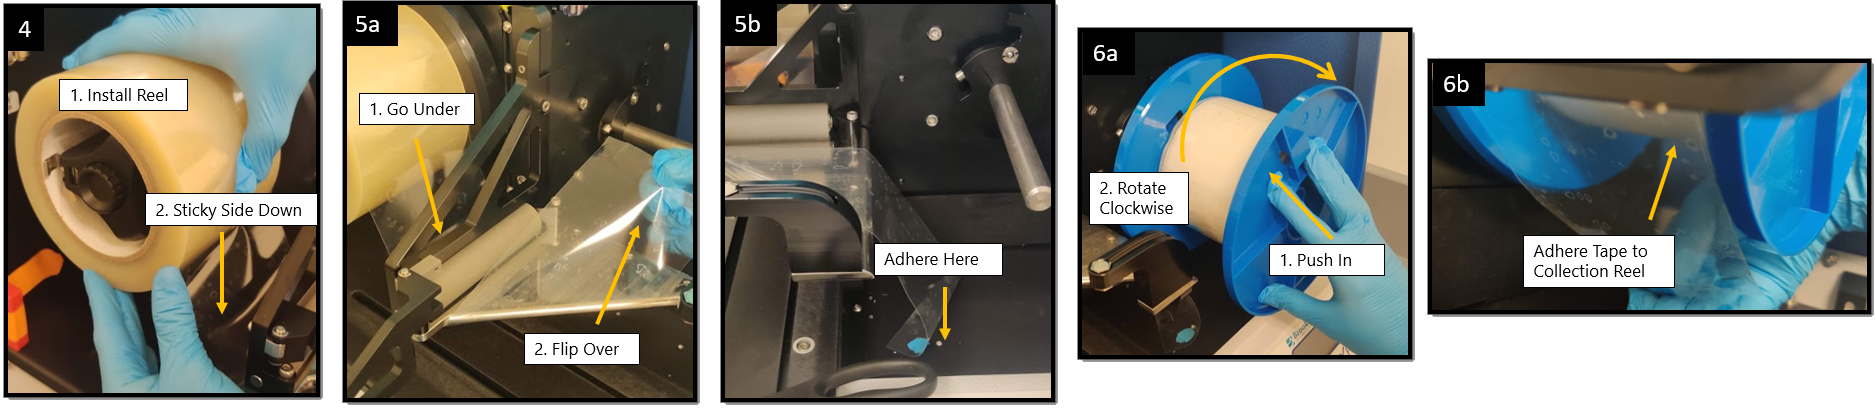 4
1. Install Reel
2. Sticky Side Down
5a
1. Go Under
2. Flip Over
5b
Adhere Here
6a
2. Rotate
Clockwise
1. Push In
6b
Adhere Tape to
Collection Reel